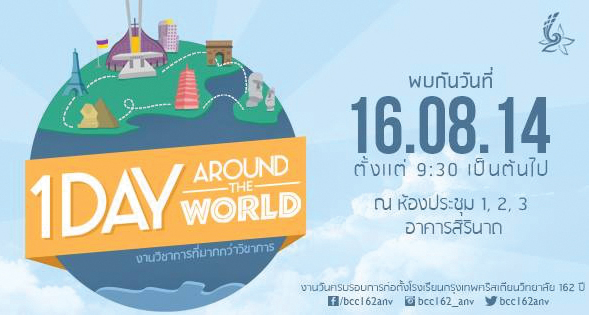 1 DAY AROUND
THE
WORLD
งานวิชาการที่มากกว่าวิชาการ
พบกันวันที่
16.08.14
ตั้งแต่ 9:30 เป็นต้นไป
ณ ห้องประชุม 1, 2, 3
อาคารสิรินาถ
งานวันครบรอบการก่อตั้งโรงเรียนกรุงเทพคริสเตียนวิทยาลัย 162 ปี
/bcc162anv bcc162_anv /bcc162anv